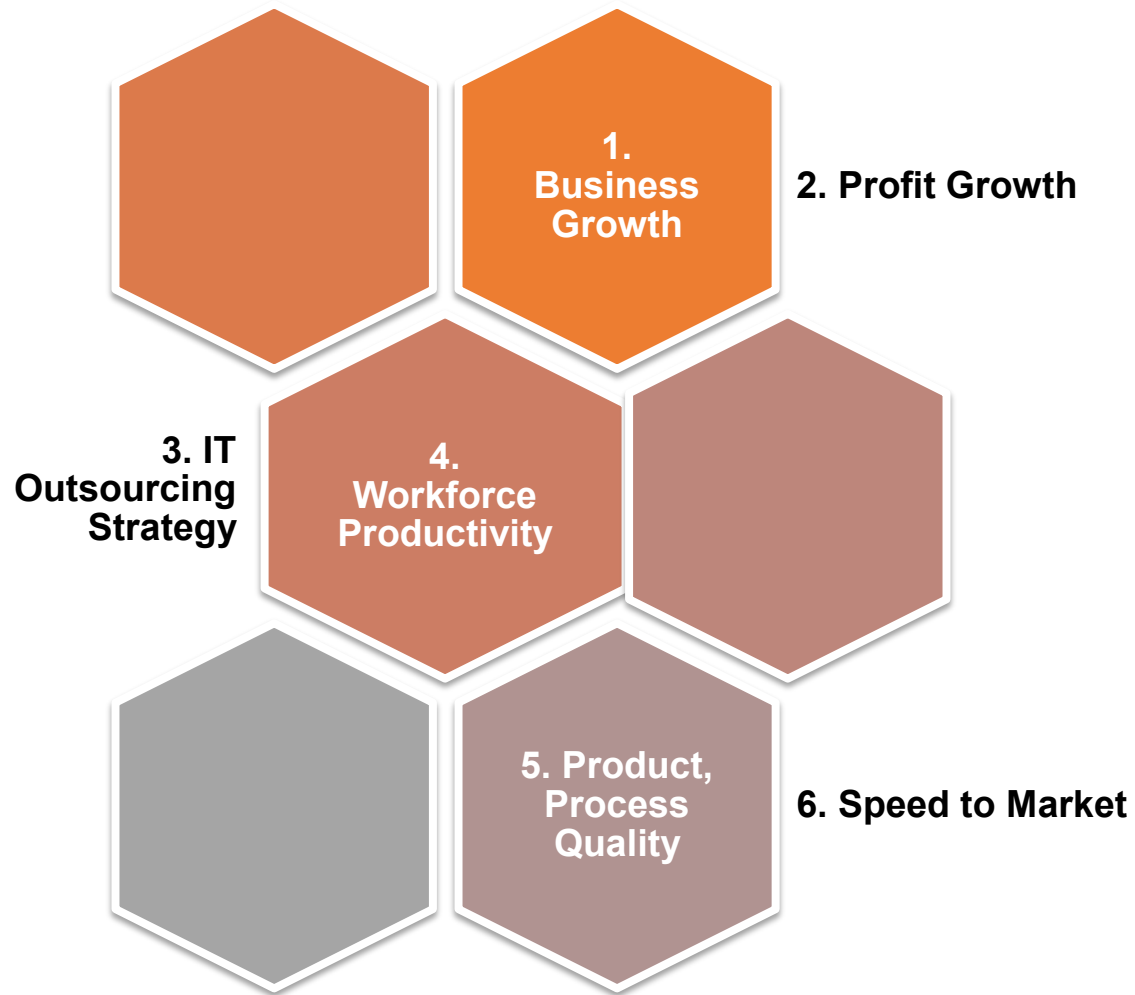 1.
Business
Growth
2. Profit Growth
3. IT
Outsourcing
Strategy
4.
Workforce
Productivity
5. Product,
Process
Quality
6. Speed to Market